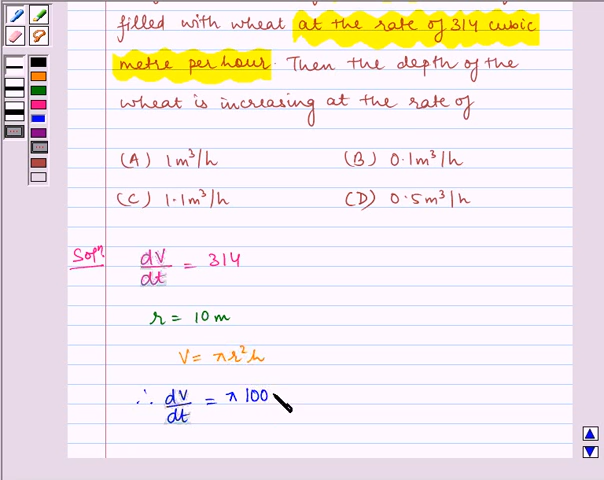 filled with wheat at the rate of 314 cubic
metre per hour. Then the depth of the
wheat is increasing at the rate of
(A) 1m³/h (B) 0.1m³/h
(C) 1.1m³/h (D) 0.5m³/h
Solⁿ dV/dt = 314
r = 10m
V = πr²h
∴ dV/dt = π 100